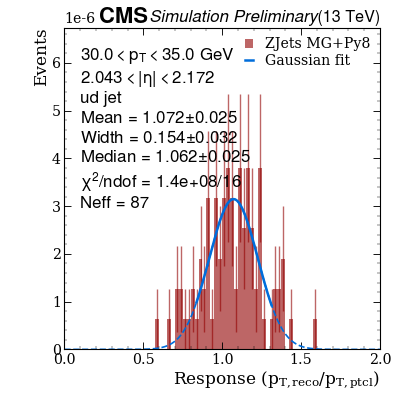 1e-6 CMS Simulation Preliminary (13 TeV)
30.0 < p_T < 35.0 GeV
2.043 < |η| < 2.172
ud jet
Mean = 1.072±0.025
Width = 0.154±0.032
Median = 1.062±0.025
χ²/ndof = 1.4e+08/16
Neff = 87
ZJets MG+Py8
Gaussian fit
Events
6
5
4
3
2
1
0
0.0 0.5 1.0 1.5 2.0
Response (p_T,reco/p_T,ptcl)